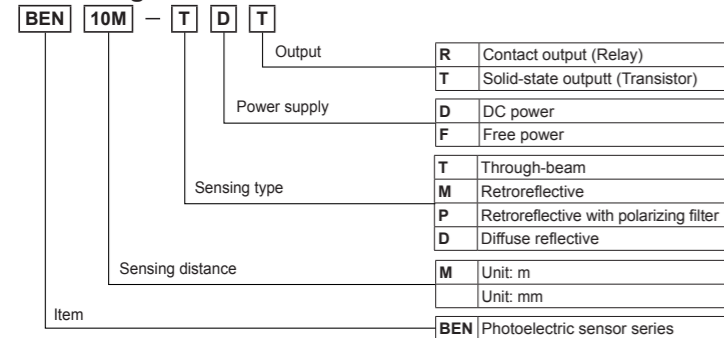 BEN 10M − T D T
Output
R Contact output (Relay)
T Solid-state outputt (Transistor)
Power supply
D DC power
F Free power
Sensing type
T Through-beam
M Retroreflective
P Retroreflective with polarizing filter
D Diffuse reflective
Sensing distance
M Unit: m
Unit: mm
Item
BEN Photoelectric sensor series